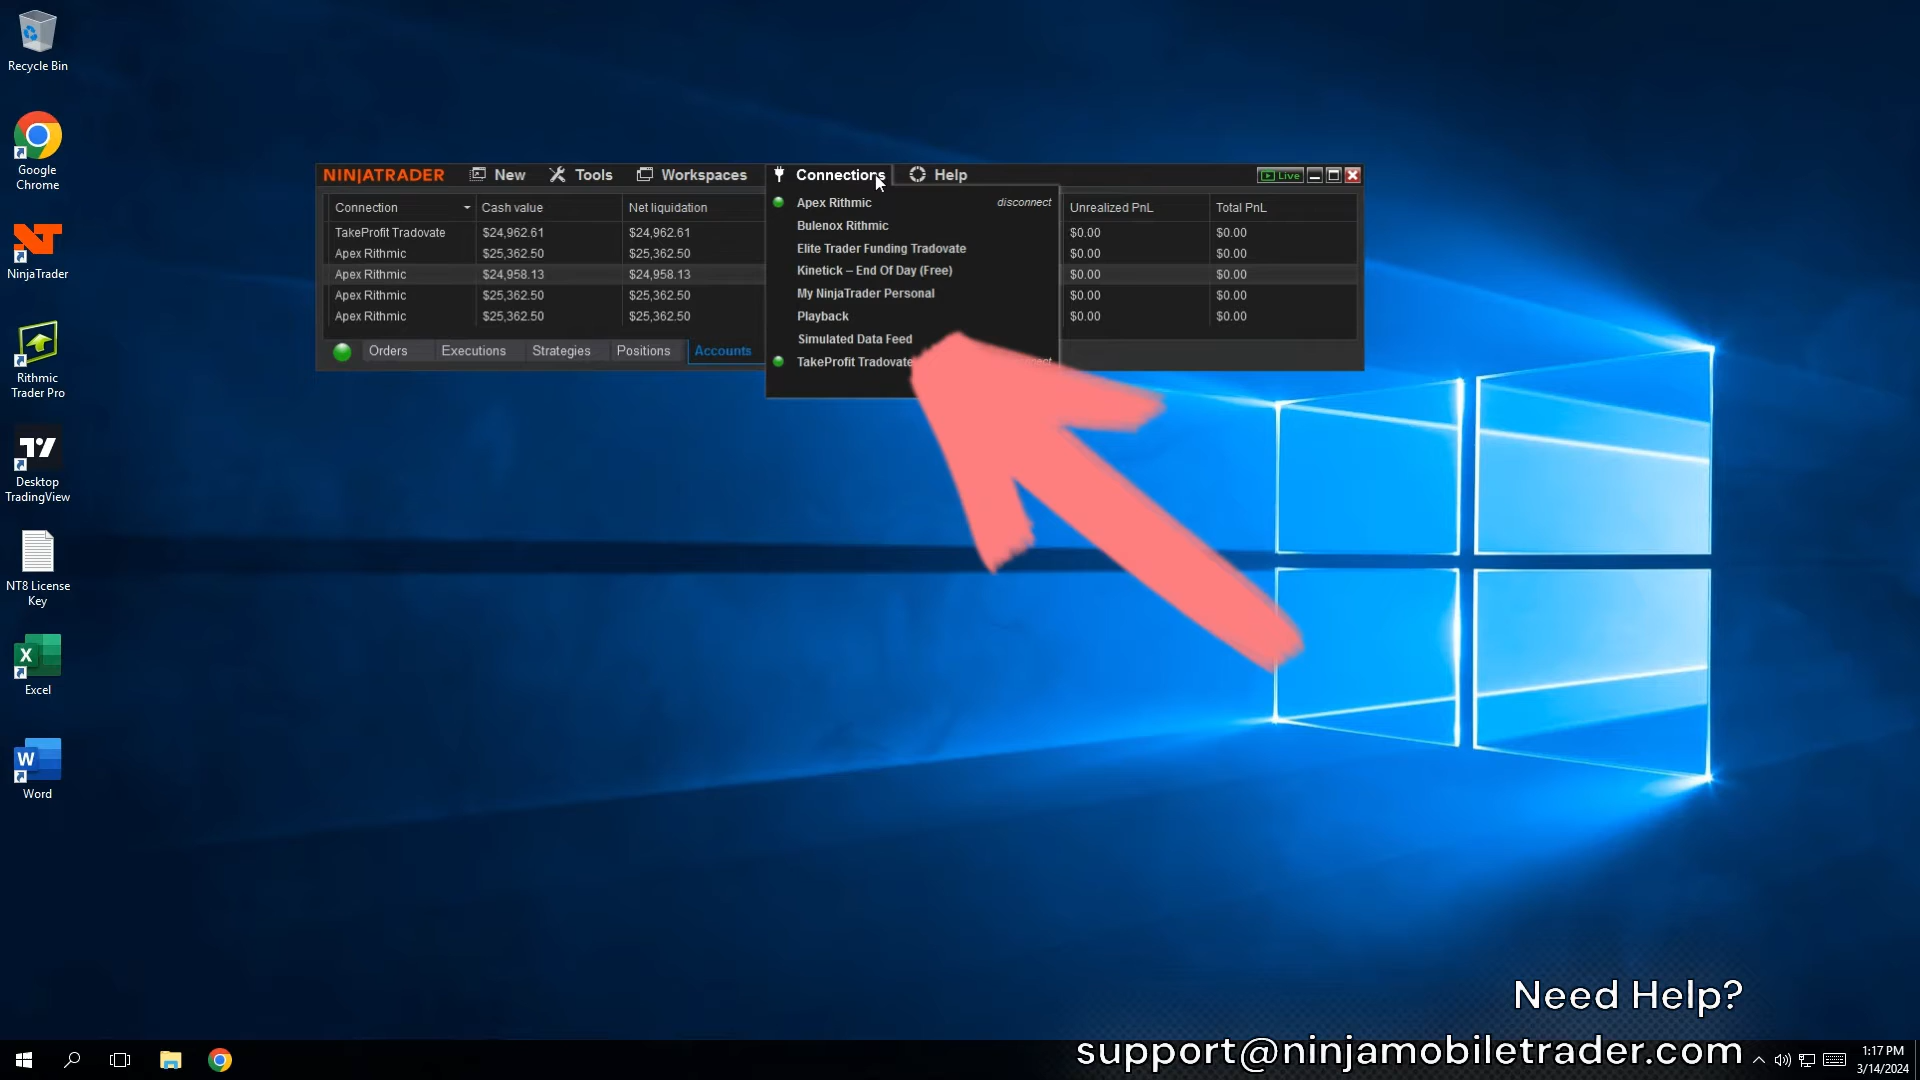 Recycle Bin
Google
Chrome
NinjaTrader
Rithmic
Trader Pro
Desktop
TradingView
NT8 License
Key
Excel
Word
NINJATRADER New Tools Workspaces Connections Help Live
Connection Cash value Net liquidation Unrealized PnL Total PnL
TakeProfit Tradovate $24,962.61 $24,962.61 $0.00 $0.00
Apex Rithmic $25,362.50 $25,362.50 $0.00 $0.00
Apex Rithmic $24,958.13 $24,958.13 $0.00 $0.00
Apex Rithmic $25,362.50 $25,362.50 $0.00 $0.00
Apex Rithmic $25,362.50 $25,362.50 $0.00 $0.00
Orders Executions Strategies Positions Accounts
Apex Rithmic disconnect
Bulenox Rithmic
Elite Trader Funding Tradovate
Kinetick – End Of Day (Free)
My NinjaTrader Personal
Playback
Simulated Data Feed
TakeProfit Tradovate
Need Help?
support@ninjamobiletrader.com
1:17 PM
3/14/2024